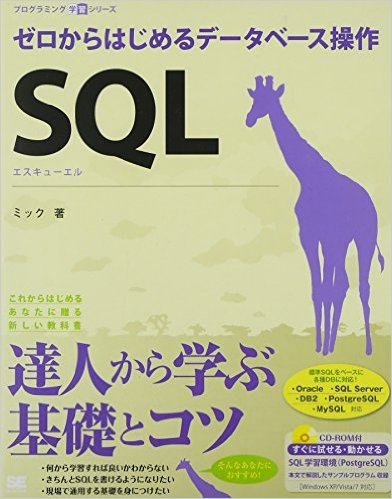 プログラミング学習シリーズ
ゼロからはじめるデータベース操作
SQL
エスキューエル
ミック 著
これからはじめる
あなたに贈る
新しい教科書
達人から学ぶ
基礎とコツ
・何から学習すれば良いかわからない
・きちんとSQLを書けるようになりたい
・現場で通用する基礎を身につけたい
そんなあなたに
おすすめ!
標準SQLをベースに
各種DBに対応!
・Oracle ・SQL Server
・DB2 ・PostgreSQL
・MySQL 対応
CD-ROM付
すぐに試せる・動かせる
SQL学習環境(PostgreSQL)
本文で解説したサンプルプログラム 収録
[Windows XP/Vista/7 対応]
SE
SHOEISHA